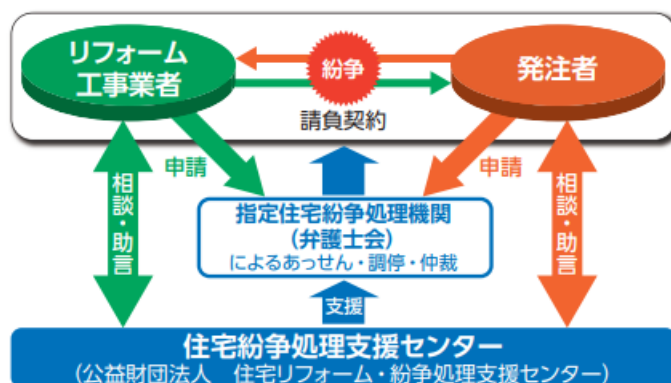 リフォーム
工事業者
紛争
発注者
請負契約
申請
申請
相談・助言
相談・助言
指定住宅紛争処理機関
(弁護士会)
によるあっせん・調停・仲裁
支援
住宅紛争処理支援センター
(公益財団法人　住宅リフォーム・紛争処理支援センター)